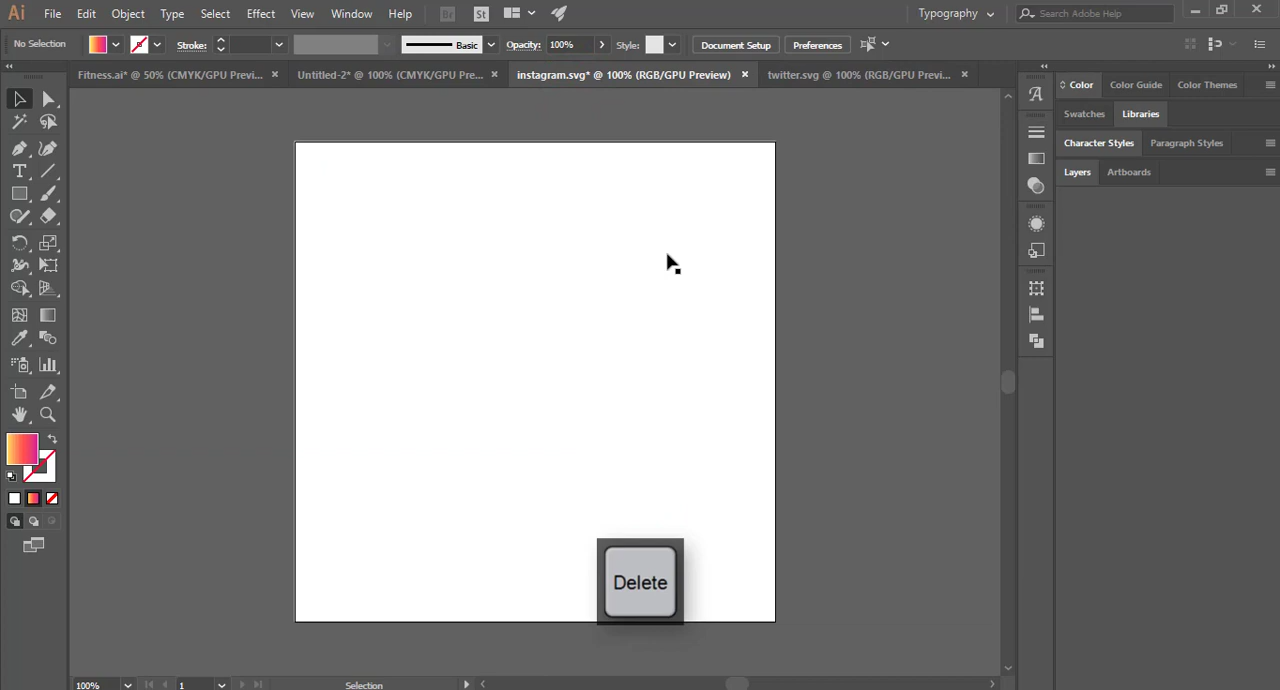 Ai File Edit Object Type Select Effect View Window Help Br St Typography Search Adobe Help
No Selection Stroke: Basic Opacity: 100% Style: Document Setup Preferences
Fitness.ai* @ 50% (CMYK/GPU Previ... Untitled-2* @ 100% (CMYK/GPU Pre... instagram.svg* @ 100% (RGB/GPU Preview) twitter.svg @ 100% (RGB/GPU Previ...
Color Color Guide Color Themes
Swatches Libraries
Character Styles Paragraph Styles
Layers Artboards
Delete
100% 1 Selection